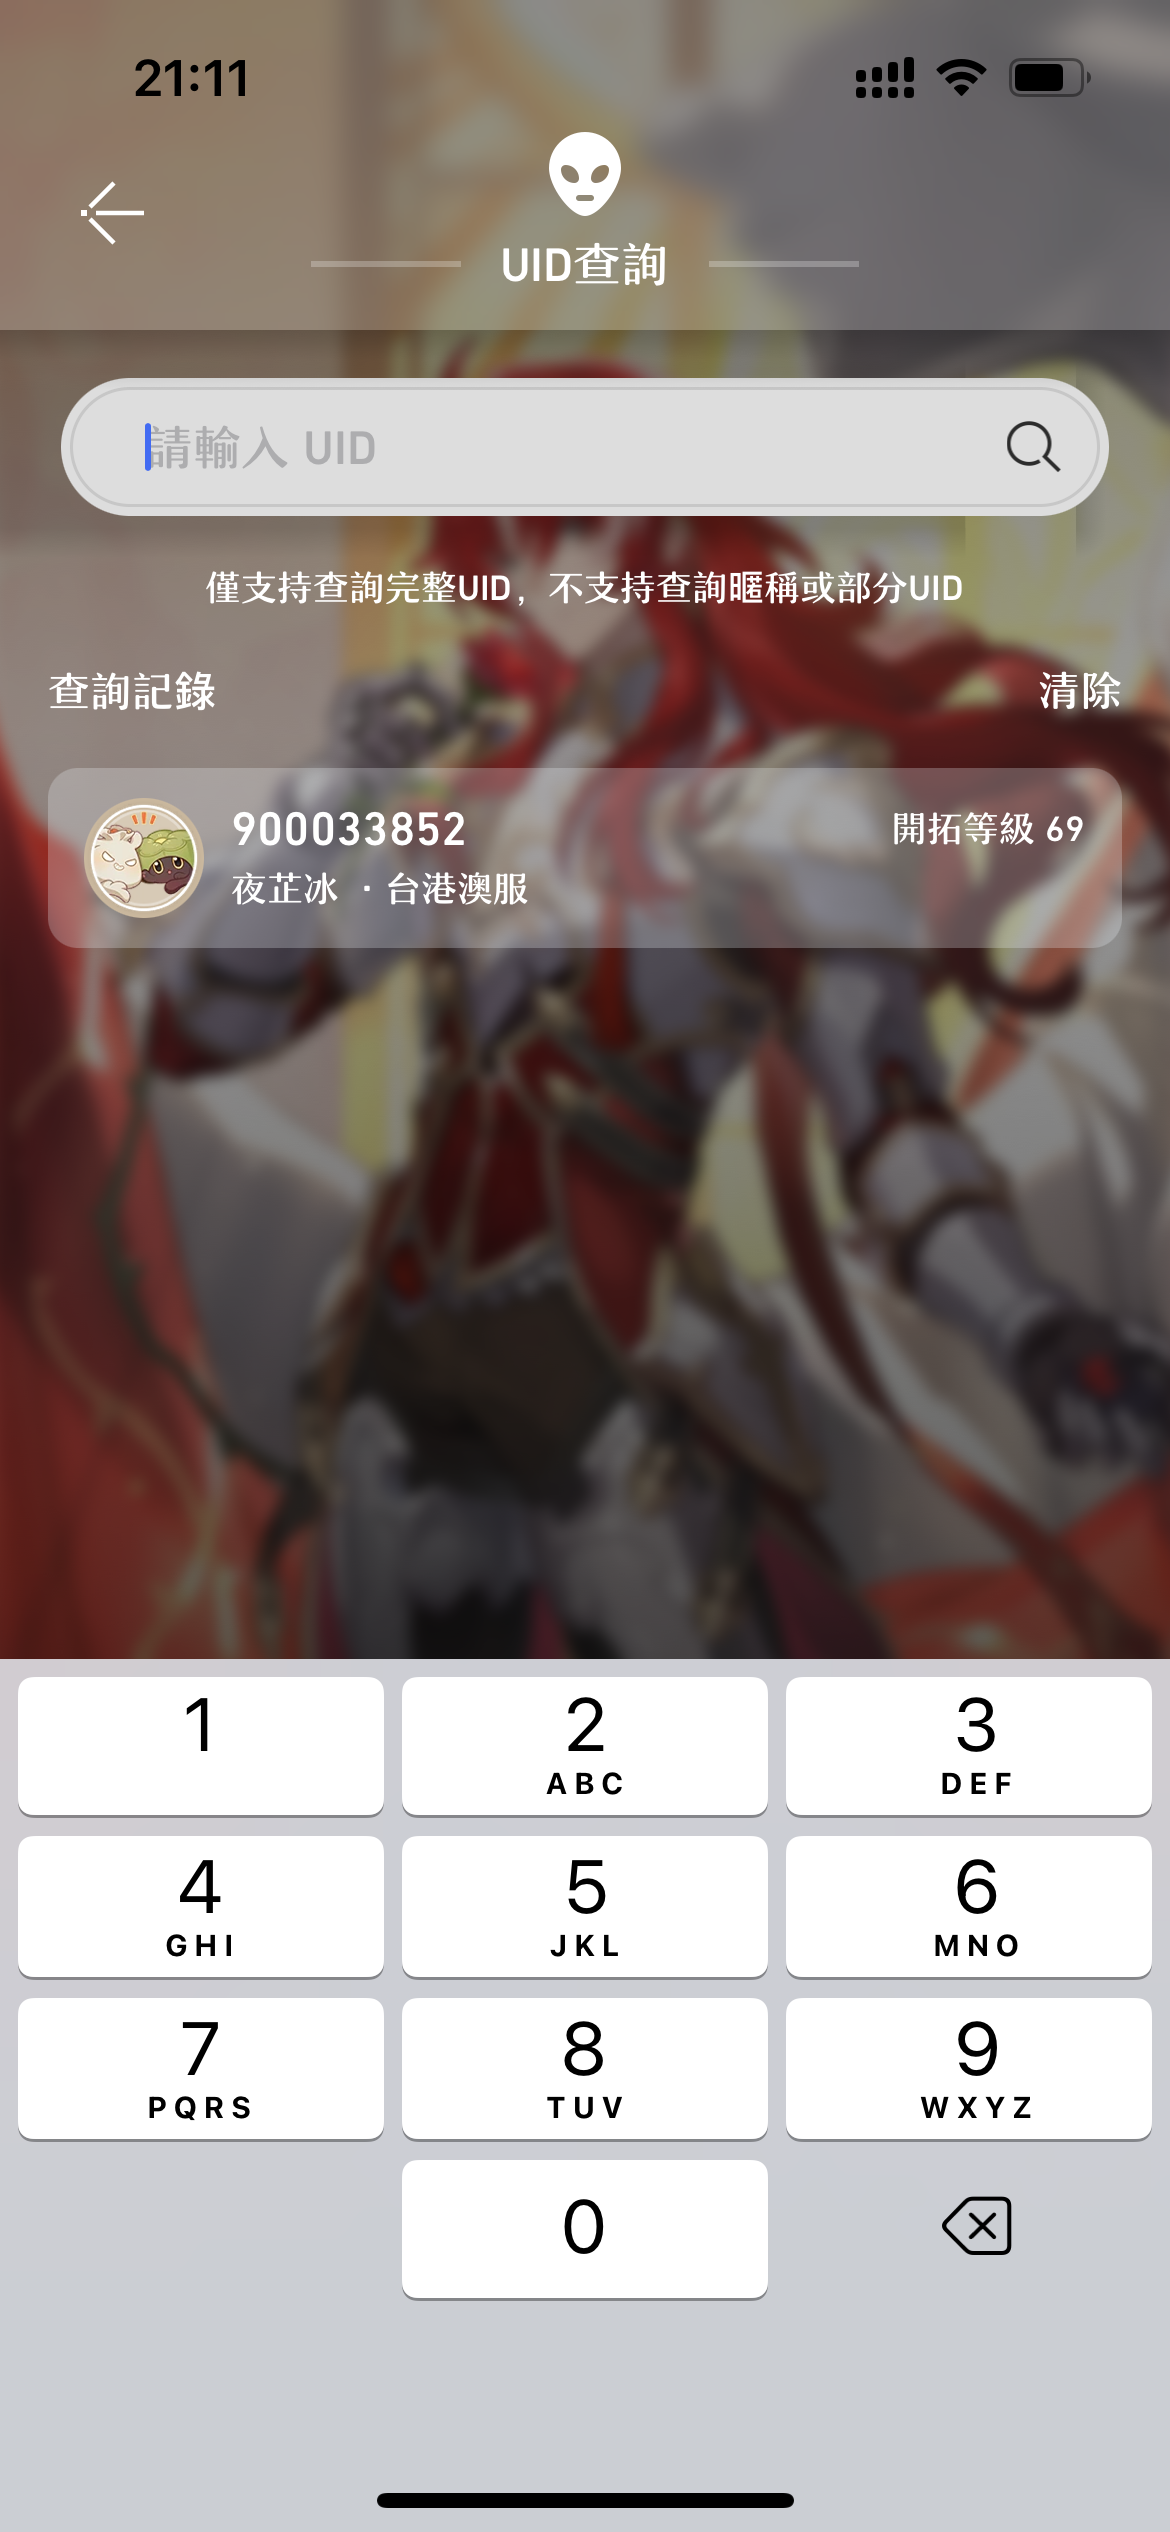 21:11
UID查詢
請輸入 UID
僅支持查詢完整UID，不支持查詢暱稱或部分UID
查詢記錄
清除
900033852
開拓等級 69
夜芷冰 · 台港澳服
1
2
ABC
3
DEF
4
GHI
5
JKL
6
MNO
7
PQRS
8
TUV
9
WXYZ
0